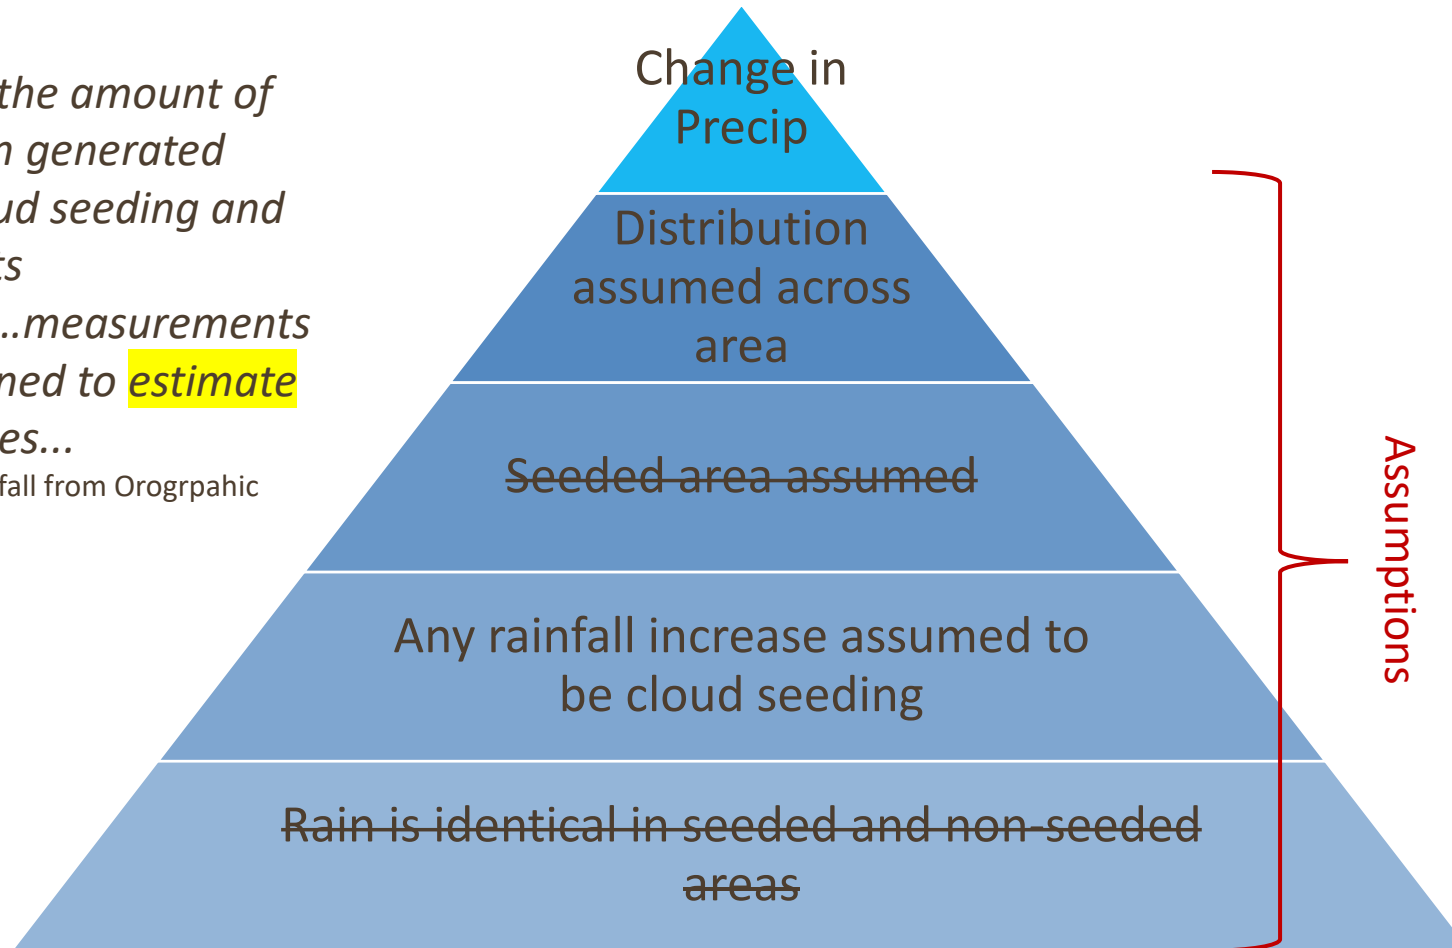 the amount of
n generated
ud seeding and
ts
...measurements
ned to estimate
es...
fall from Orogrpahic
Change in
Precip
Distribution
assumed across
area
Seeded area assumed
Any rainfall increase assumed to
be cloud seeding
Rain is identical in seeded and non-seeded
areas
Assumptions